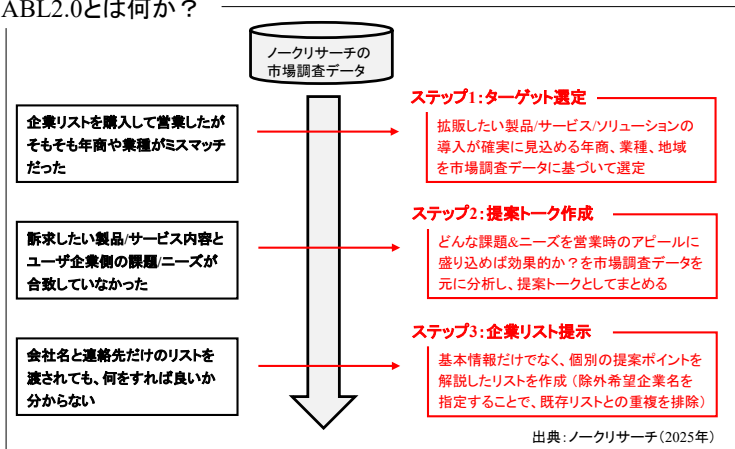 ABL2.0とは何か？
ノークリサーチの
市場調査データ
企業リストを購入して営業したが
そもそも年商や業種がミスマッチ
だった
ステップ1：ターゲット選定
拡販したい製品/サービス/ソリューションの
導入が確実に見込める年商、業種、地域
を市場調査データに基づいて選定
訴求したい製品/サービス内容と
ユーザ企業側の課題/ニーズが
合致していなかった
ステップ2：提案トーク作成
どんな課題&ニーズを営業時のアピールに
盛り込めば効果的か？を市場調査データを
元に分析し、提案トークとしてまとめる
会社名と連絡先だけのリストを
渡されても、何をすれば良いか
分からない
ステップ3：企業リスト提示
基本情報だけでなく、個別の提案ポイントを
解説したリストを作成（除外希望企業名を
指定することで、既存リストとの重複を排除）
出典：ノークリサーチ（2025年）